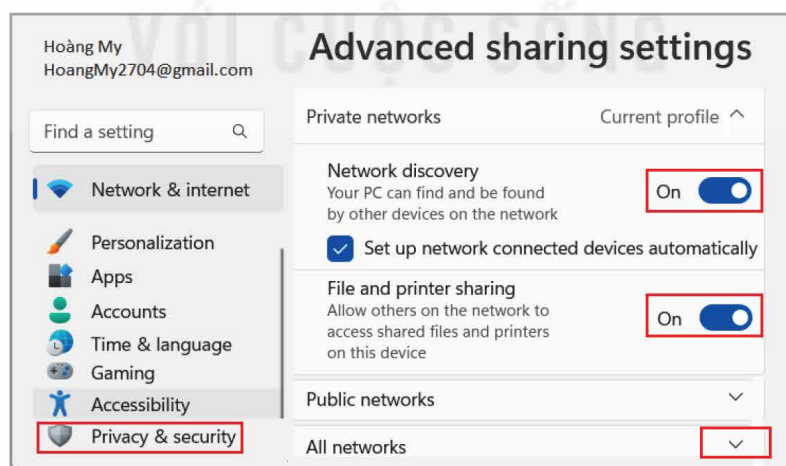 VỚI CUỘC SỐNG
Hoàng My
HoangMy2704@gmail.com
Find a setting
Network & internet
Personalization
Apps
Accounts
Time & language
Gaming
Accessibility
Privacy & security
Advanced sharing settings
Private networks Current profile
Network discovery
Your PC can find and be found
by other devices on the network
On
Set up network connected devices automatically
File and printer sharing
Allow others on the network to
access shared files and printers
on this device
On
Public networks
All networks